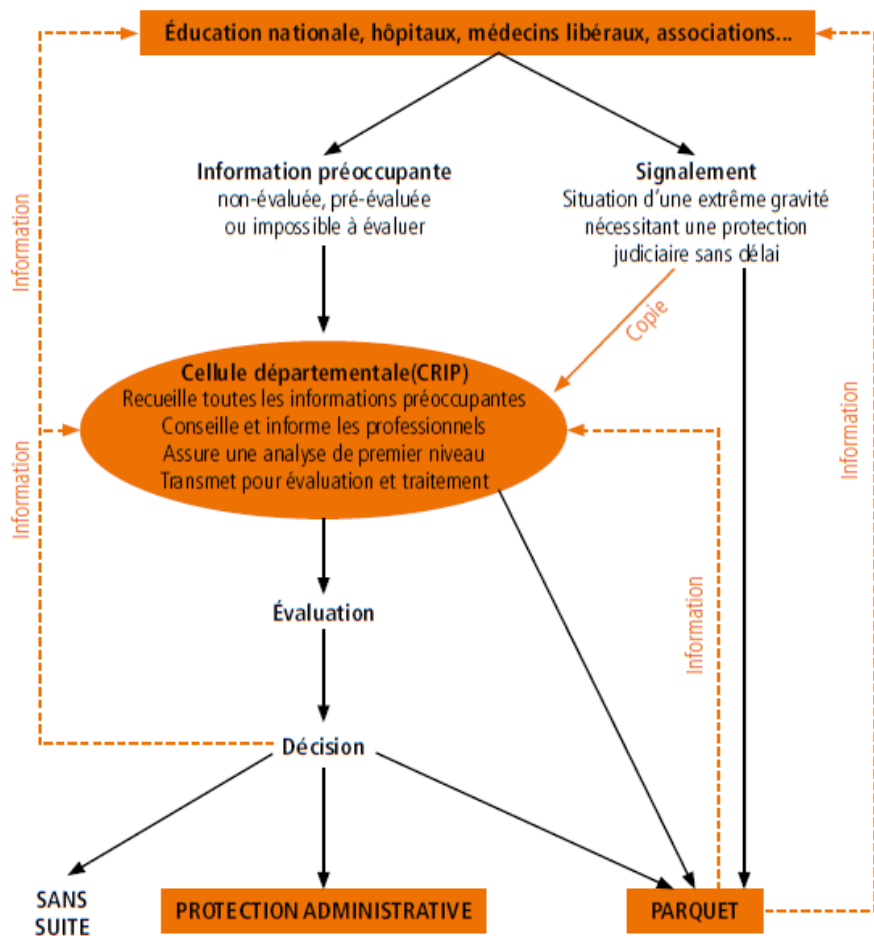 Éducation nationale, hôpitaux, médecins libéraux, associations...
Information préoccupante
non-évaluée, pré-évaluée
ou impossible à évaluer
Signalement
Situation d'une extrême gravité
nécessitant une protection
judiciaire sans délai
Information
Copie
Cellule départementale(CRIP)
Recueille toutes les informations préoccupantes
Conseille et informe les professionnels
Assure une analyse de premier niveau
Transmet pour évaluation et traitement
Information
Information
Information
Évaluation
Décision
SANS
SUITE
PROTECTION ADMINISTRATIVE
PARQUET